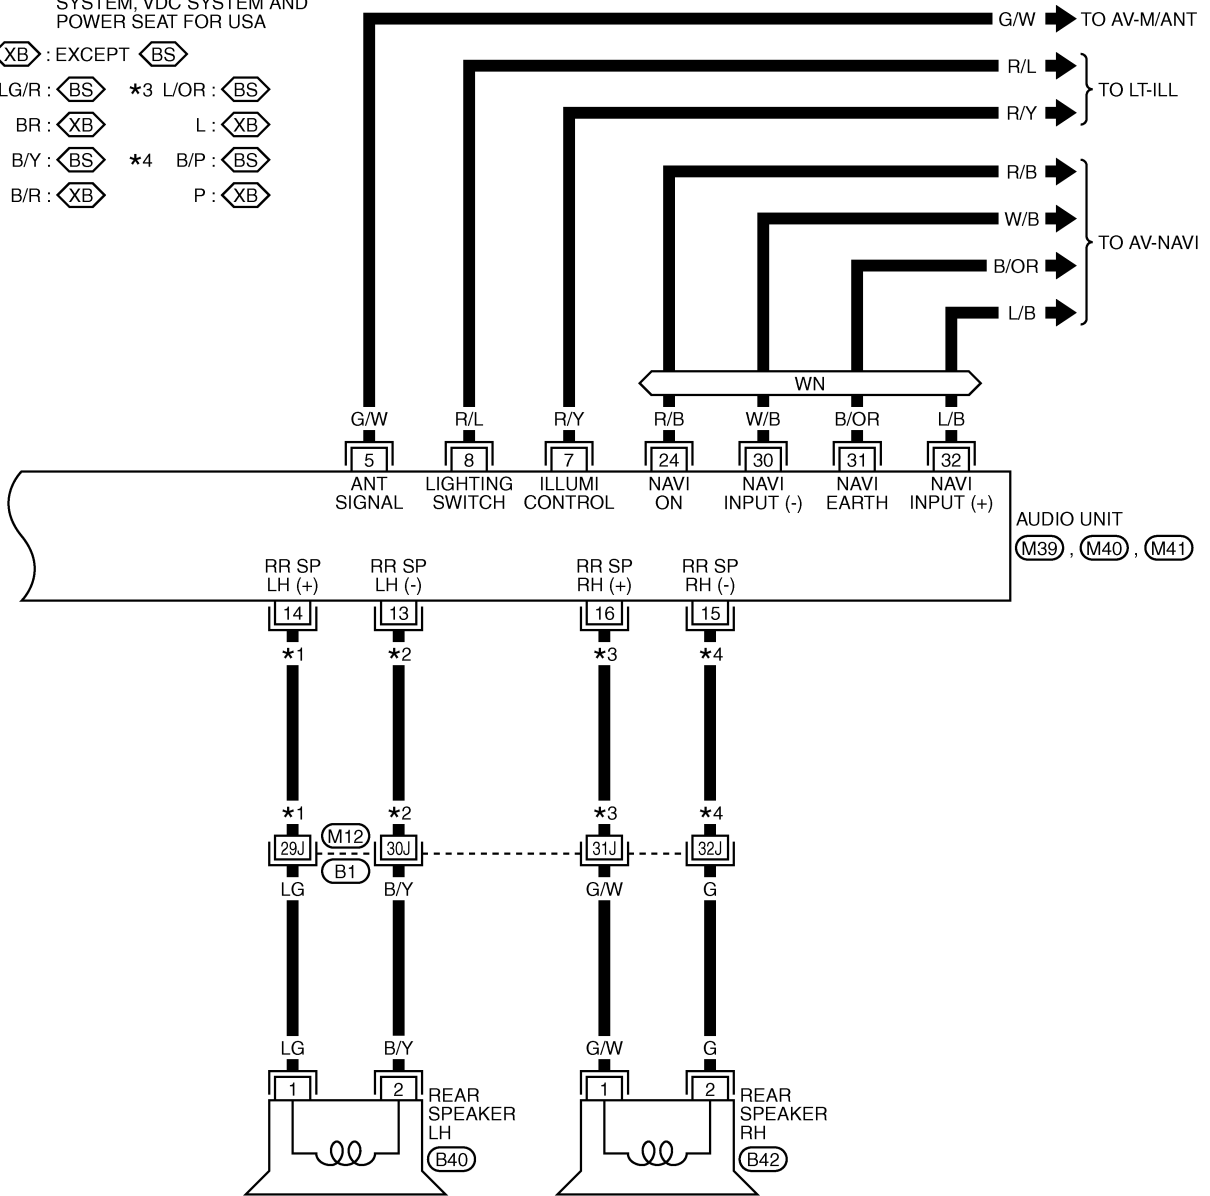 SYSTEM, VDC SYSTEM AND
POWER SEAT FOR USA
XB : EXCEPT BS
LG/R : BS *3 L/OR : BS
BR : XB L : XB
B/Y : BS *4 B/P : BS
B/R : XB P : XB
G/W TO AV-M/ANT
R/L
TO LT-ILL
R/Y
R/B
W/B
TO AV-NAVI
B/OR
L/B
WN
G/W R/L R/Y R/B W/B B/OR L/B
5 8 7 24 30 31 32
ANT LIGHTING ILLUMI NAVI NAVI NAVI NAVI
SIGNAL SWITCH CONTROL ON INPUT (-) EARTH INPUT (+)
AUDIO UNIT
M39 , M40 , M41
RR SP RR SP RR SP RR SP
LH (+) LH (-) RH (+) RH (-)
14 13 16 15
*1 *2 *3 *4
*1 *2 *3 *4
M12
29J 30J 31J 32J
B1
LG B/Y G/W G
LG B/Y G/W G
1 2 1 2
REAR
SPEAKER
LH
B40
REAR
SPEAKER
RH
B42